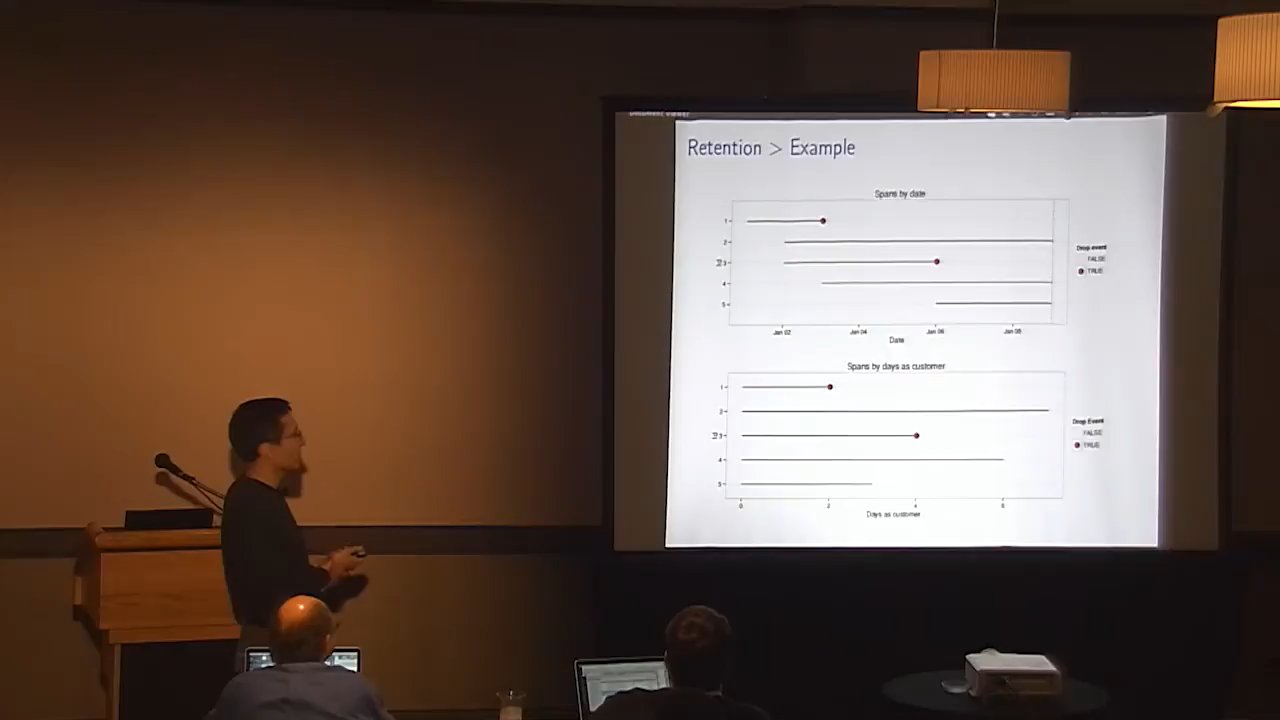 Document Viewer
Retention > Example
Spans by date
1
2
3
4
5
Drop event
FALSE
TRUE
Jan 02
Jan 04
Jan 06
Jan 08
Date
Spans by days as customer
1
2
3
4
5
Drop Event
FALSE
TRUE
0
2
4
6
Days as customer